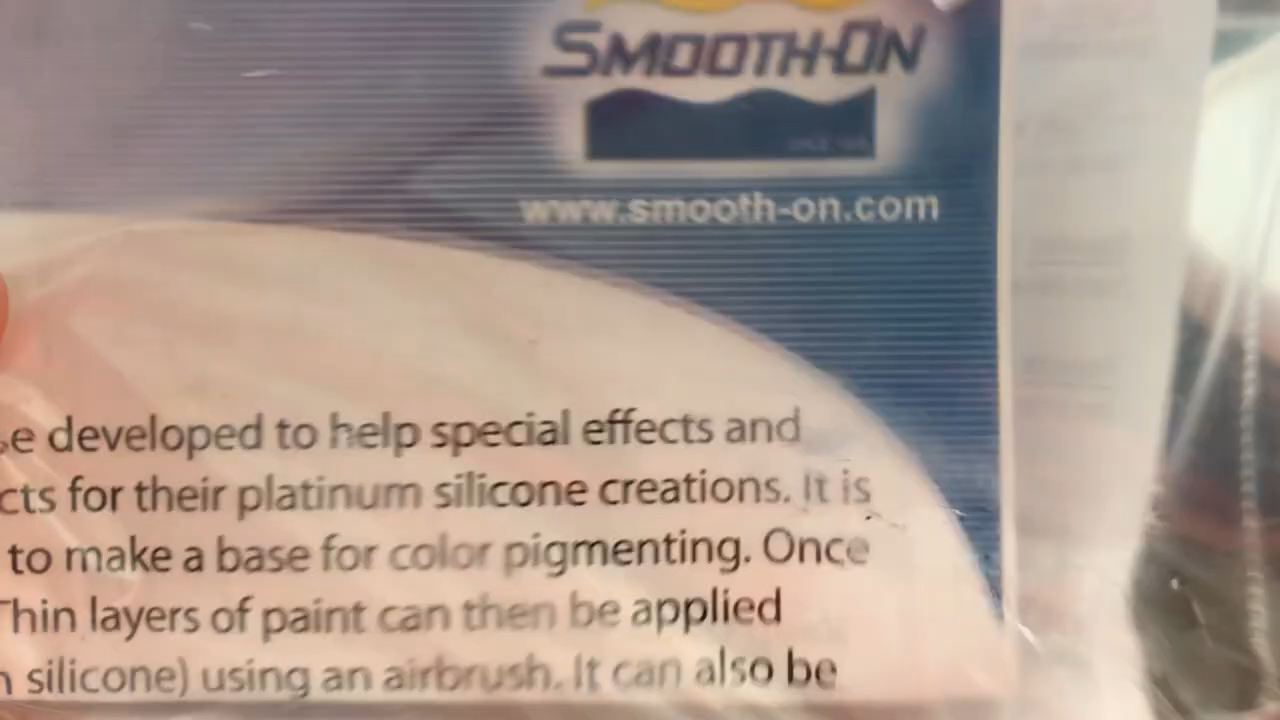 SMOOTH-ON
www.smooth-on.com
developed to help special effects and
cts for their platinum silicone creations. It is
to make a base for color pigmenting. Once
Thin layers of paint can then be applied
silicone) using an airbrush. It can also be